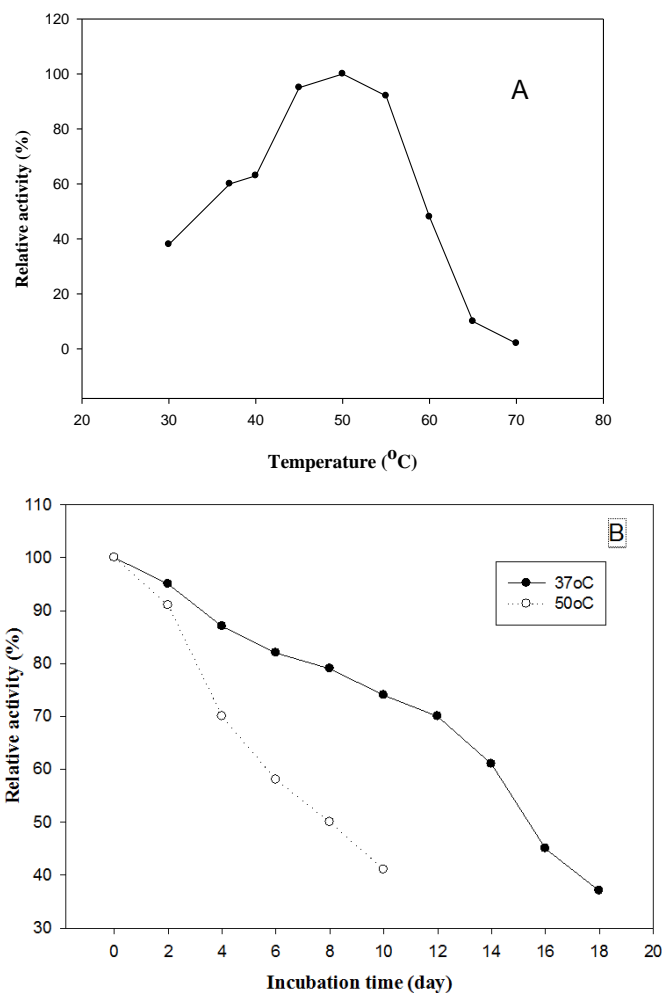 120
100
80
60
40
20
0
Relative activity (%)
A
20 30 40 50 60 70 80
Temperature (oC)
110
100
90
80
70
60
50
40
30
Relative activity (%)
B
37oC
50oC
0 2 4 6 8 10 12 14 16 18 20
Incubation time (day)